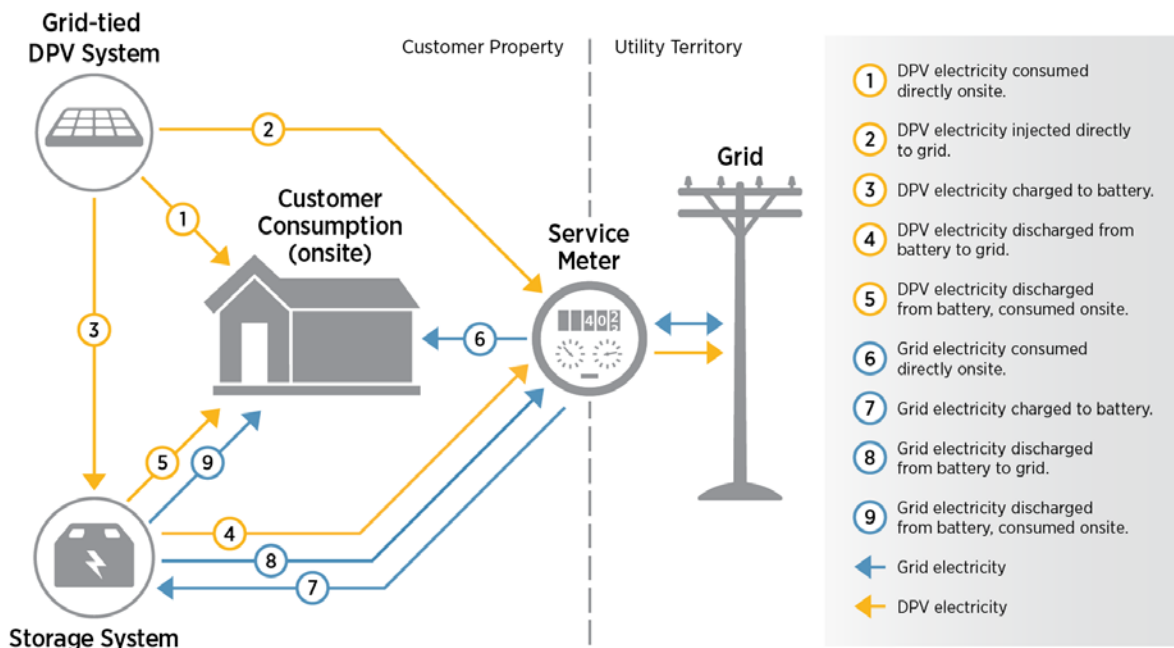 Grid-tied
DPV System
Customer Property
Utility Territory
2
Grid
1
Customer
Consumption
(onsite)
Service
Meter
3
402
2
6
5
9
4
8
7
Storage System
1 DPV electricity consumed
directly onsite.
2 DPV electricity injected directly
to grid.
3 DPV electricity charged to battery.
4 DPV electricity discharged from
battery to grid.
5 DPV electricity discharged
from battery, consumed onsite.
6 Grid electricity consumed
directly onsite.
7 Grid electricity charged to battery.
8 Grid electricity discharged
from battery to grid.
9 Grid electricity discharged
from battery, consumed onsite.
Grid electricity
DPV electricity